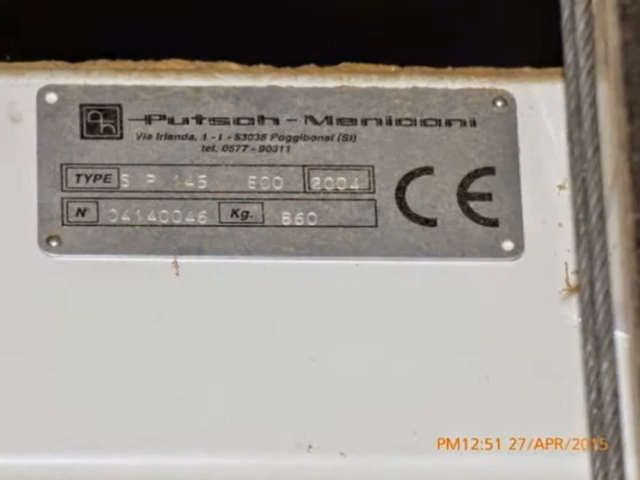 Putsch - Meniconi
Via Irlanda, 1 - I - 53036 Poggibonsi (SI)
tel. 0577 - 90311
TYPE S P 145 ECO 2004
N° 04140046 Kg. 860
CE
PM12:51 27/APR/2015